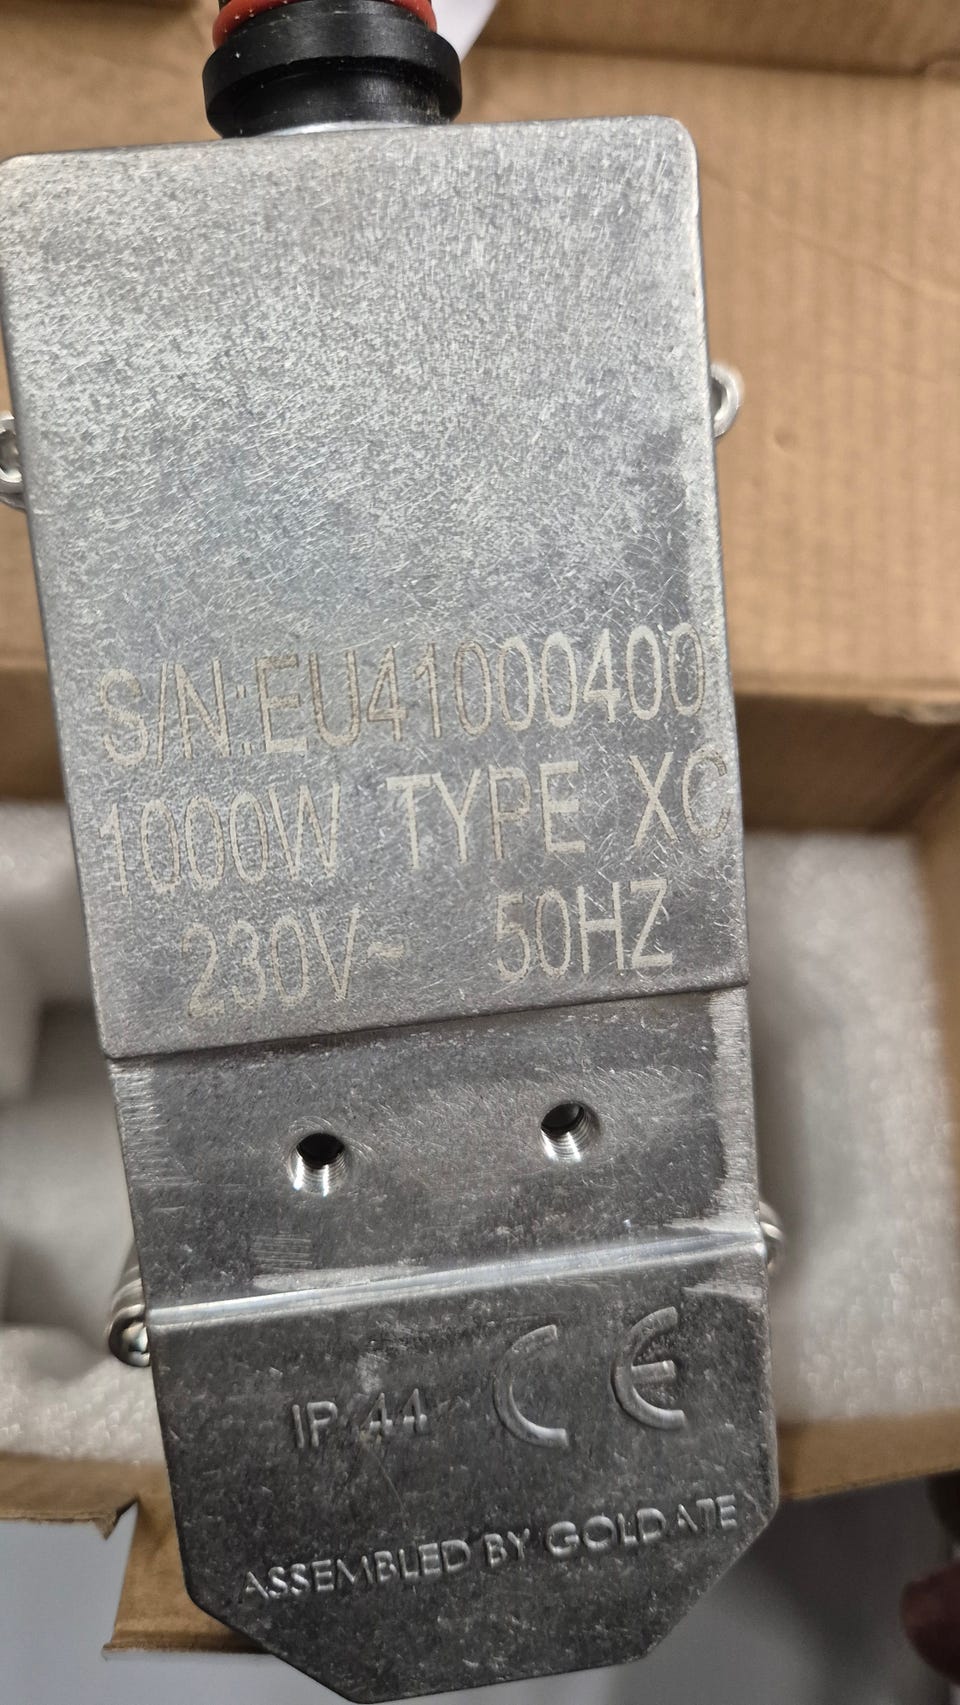 S/N:EU41000400
1000W TYPE XC
230V~ 50HZ
IP 44 CE
ASSEMBLED BY GOLDATE